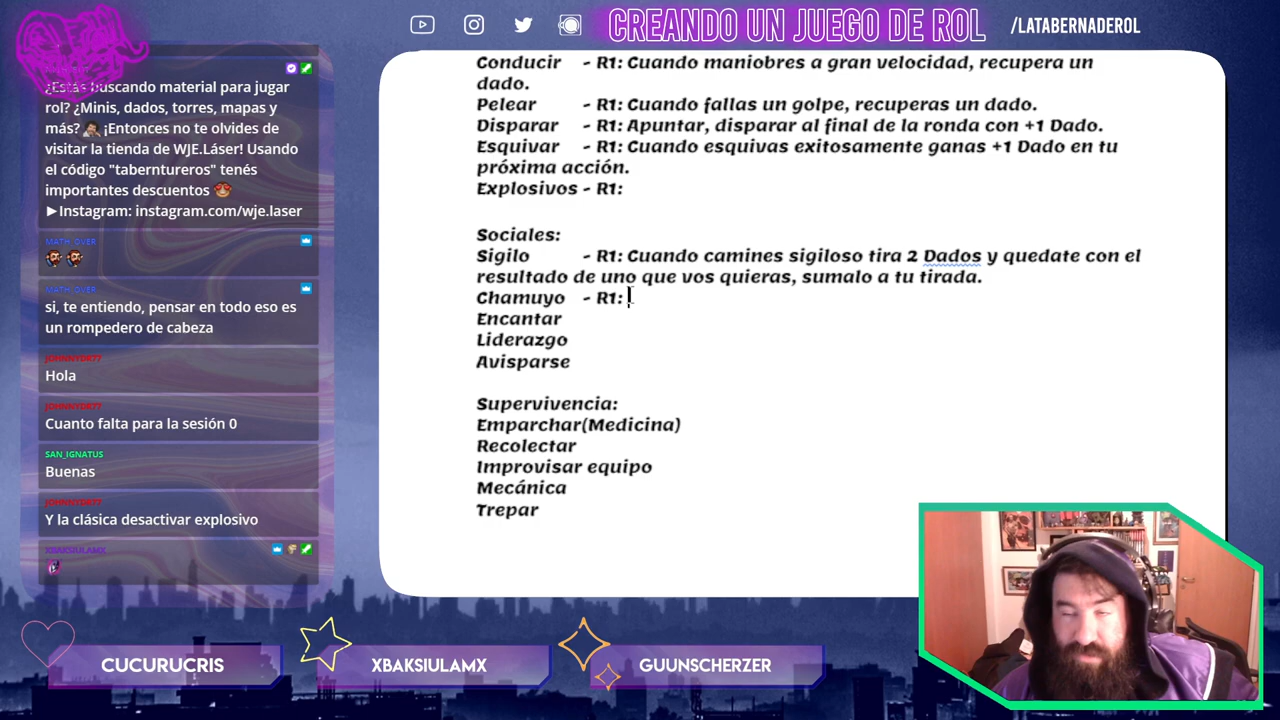 CREANDO UN JUEGO DE ROL
/LATABERNADEROL
¿Estás buscando material para jugar
rol? ¿Minis, dados, torres, mapas y
más? ¡Entonces no te olvides de
visitar la tienda de WJE.Láser! Usando
el código "taberntureros" tenés
importantes descuentos
►Instagram: instagram.com/wje.laser
MATH_OVER
MATH_OVER
si, te entiendo, pensar en todo eso es
un rompedero de cabeza
JOHNNYDR77
Hola
JOHNNYDR77
Cuanto falta para la sesión 0
SAN_IGNATUS
Buenas
JOHNNYDR77
Y la clásica desactivar explosivo
XBAKSIULAMX
Conducir - R1: Cuando maniobres a gran velocidad, recupera un
dado.
Pelear - R1: Cuando fallas un golpe, recuperas un dado.
Disparar - R1: Apuntar, disparar al final de la ronda con +1 Dado.
Esquivar - R1: Cuando esquivas exitosamente ganas +1 Dado en tu
próxima acción.
Explosivos - R1:
Sociales:
Sigilo - R1: Cuando camines sigiloso tira 2 Dados y quedate con el
resultado de uno que vos quieras, sumalo a tu tirada.
Chamuyo - R1:
Encantar
Liderazgo
Avisparse
Supervivencia:
Emparchar(Medicina)
Recolectar
Improvisar equipo
Mecánica
Trepar
CUCURUCRIS
XBAKSIULAMX
GUUNSCHERZER